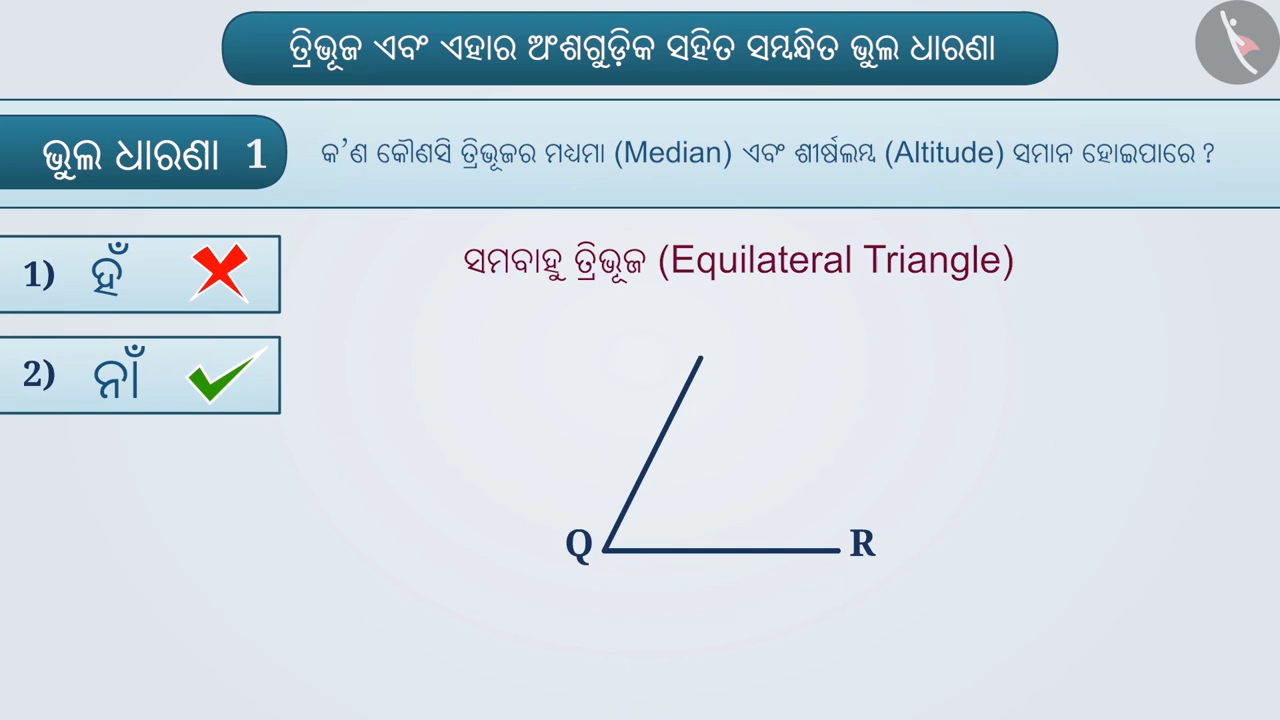 ତ୍ରିଭୂଜ ଏବଂ ଏହାର ଅଂଶଗୁଡ଼ିକ ସହିତ ସମ୍ବନ୍ଧିତ ଭୁଲ ଧାରଣା
ଭୁଲ ଧାରଣା 1
କ'ଣ କୌଣସି ତ୍ରିଭୂଜର ମଧ୍ୟମା (Median) ଏବଂ ଶୀର୍ଷଲମ୍ବ (Altitude) ସମାନ ହୋଇପାରେ ?
1) ହଁ
2) ନାଁ
ସମବାହୁ ତ୍ରିଭୂଜ (Equilateral Triangle)
Q R